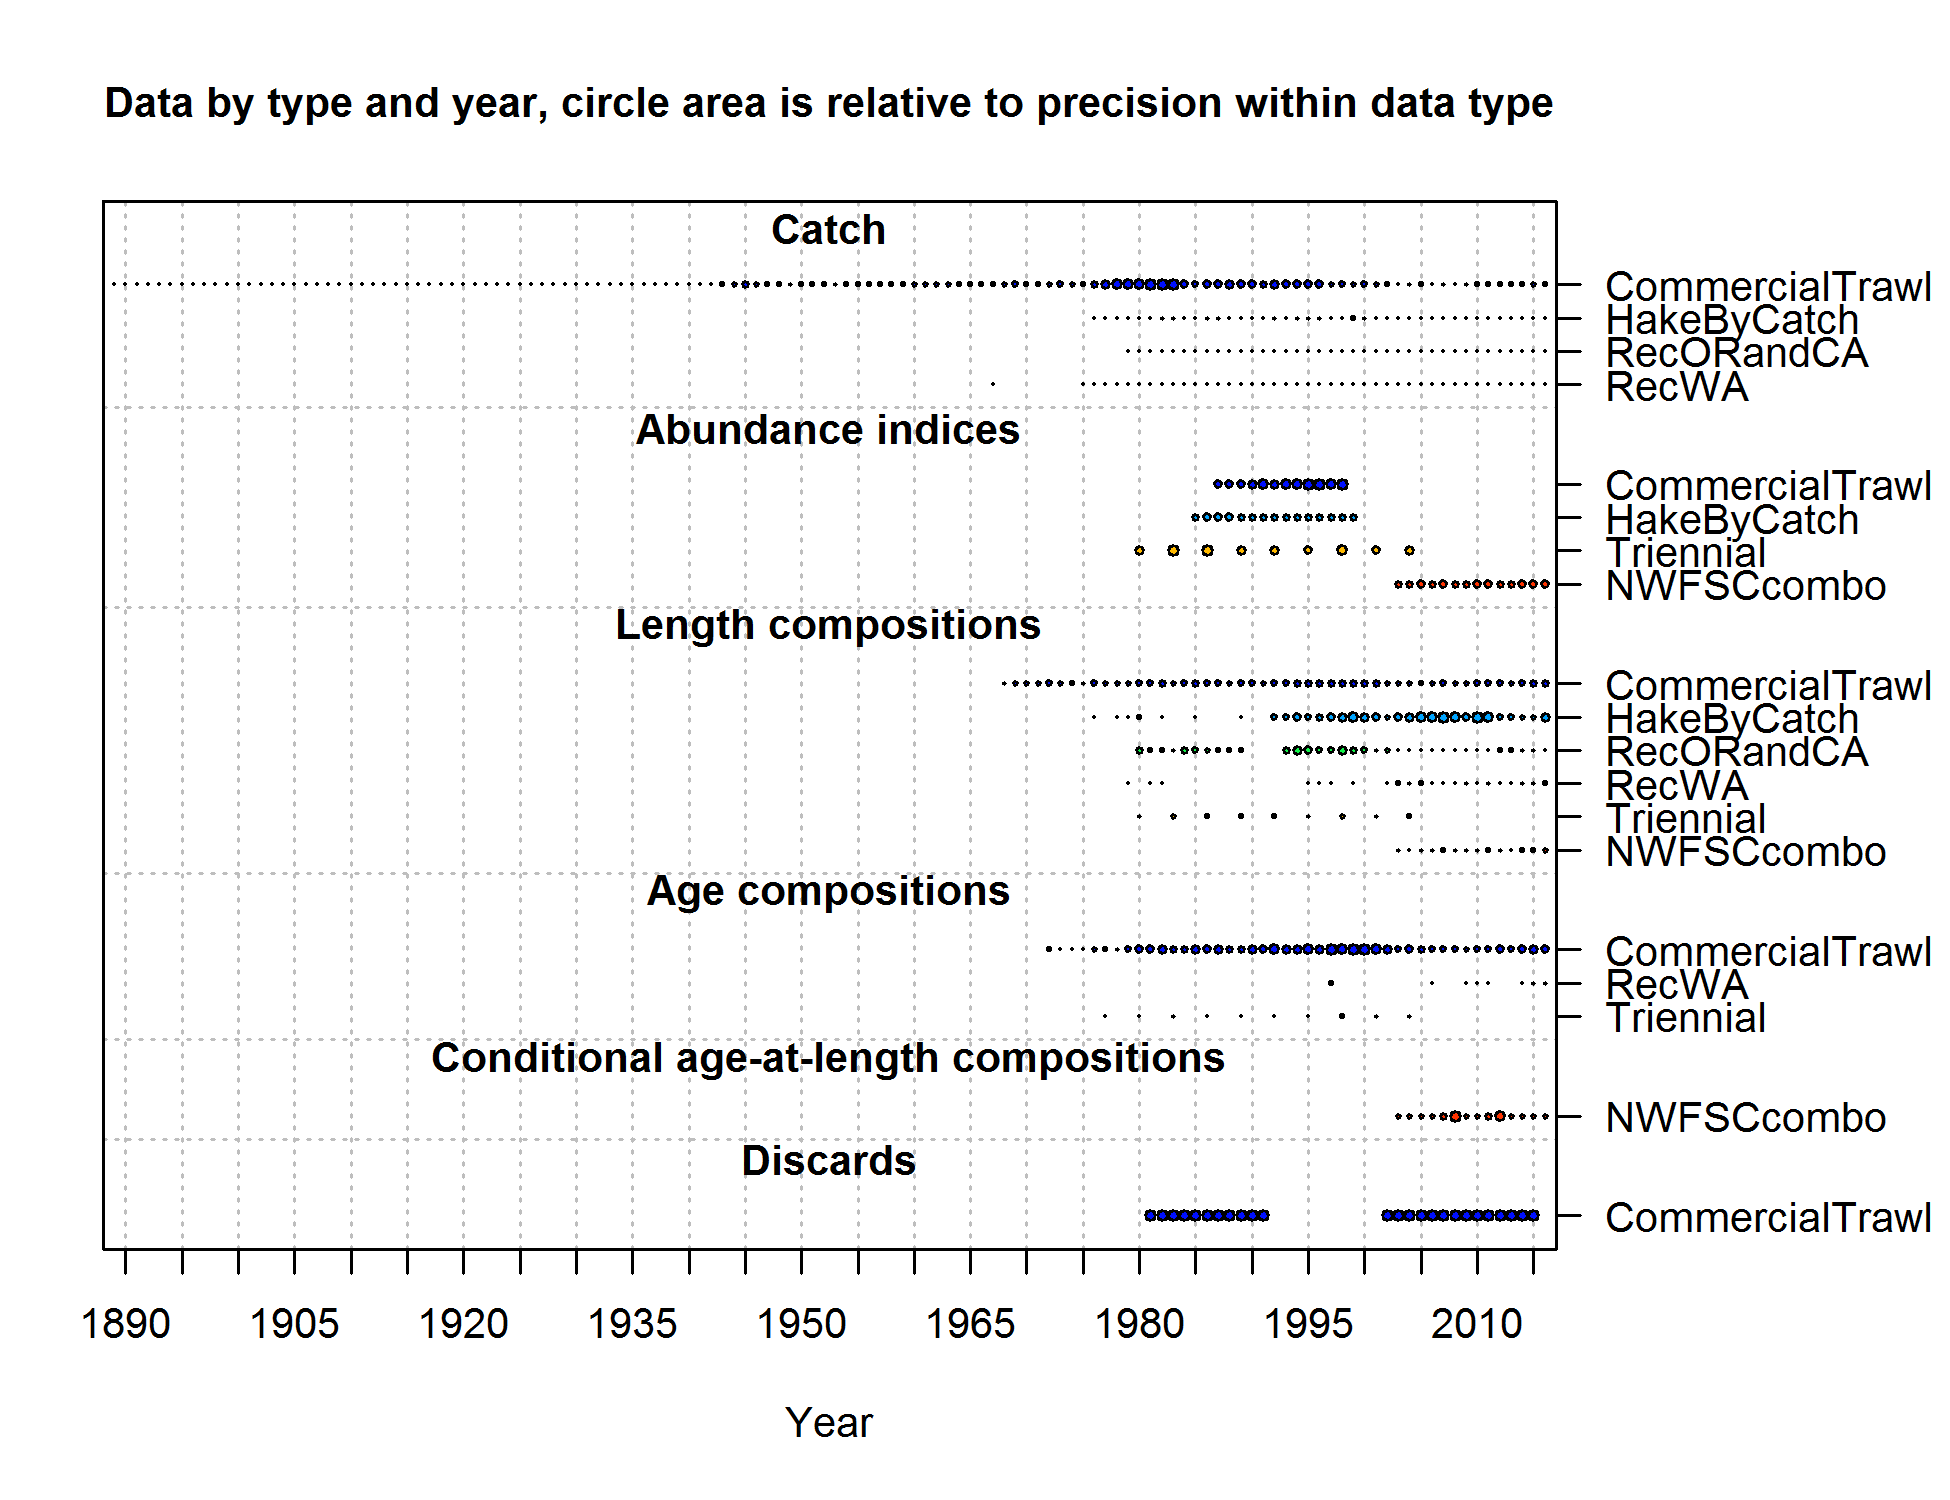 Data by type and year, circle area is relative to precision within data type
Catch
CommercialTrawl
HakeByCatch
RecORandCA
RecWA
Abundance indices
CommercialTrawl
HakeByCatch
Triennial
NWFSCcombo
Length compositions
CommercialTrawl
HakeByCatch
RecORandCA
RecWA
Triennial
NWFSCcombo
Age compositions
CommercialTrawl
RecWA
Triennial
Conditional age-at-length compositions
NWFSCcombo
Discards
CommercialTrawl
1890 1905 1920 1935 1950 1965 1980 1995 2010
Year